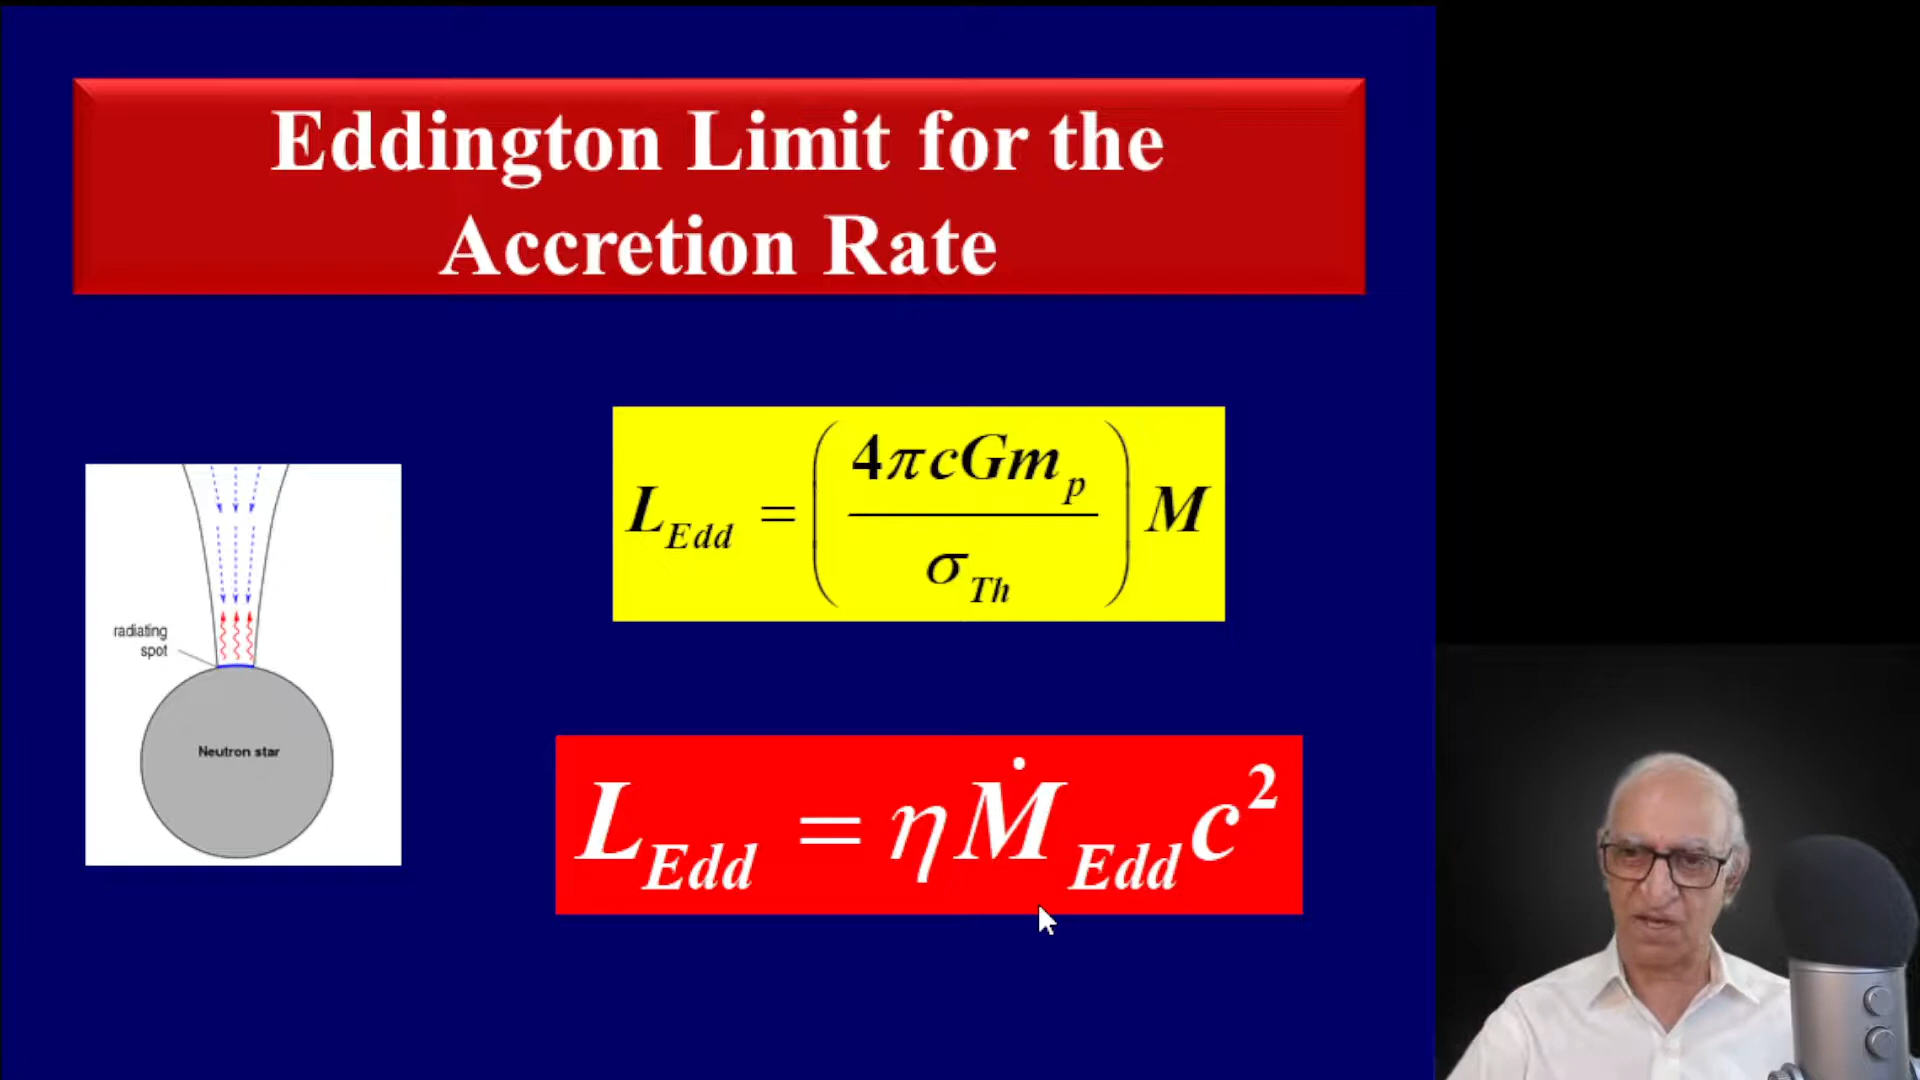 Eddington Limit for the
Accretion Rate
L_Edd = (4πcGm_p / σ_Th) M
radiating
spot
Neutron star
L_Edd = ηṀ_Edd c²